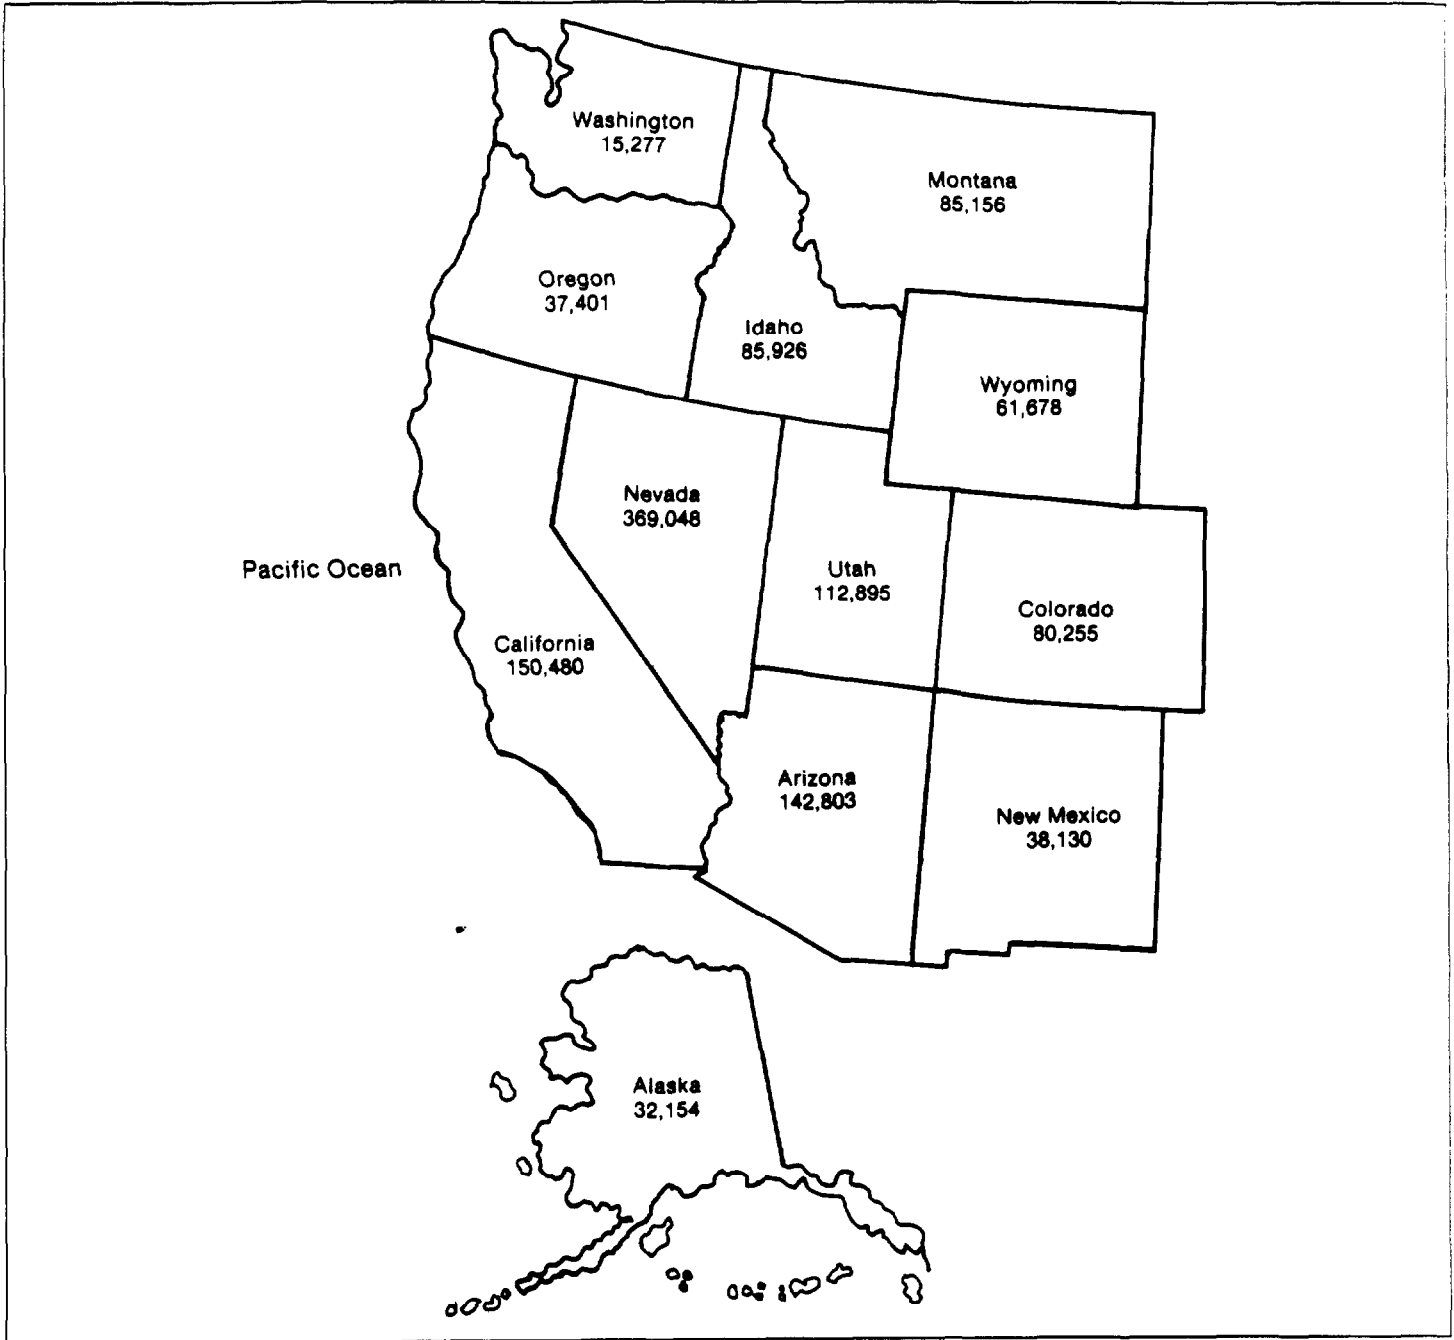 Washington
15,277
Montana
85,156
Oregon
37,401
Idaho
85,926
Wyoming
61,678
Nevada
369,048
Pacific Ocean
Utah
112,895
Colorado
80,255
California
150,480
Arizona
142,803
New Mexico
38,130
Alaska
32,154